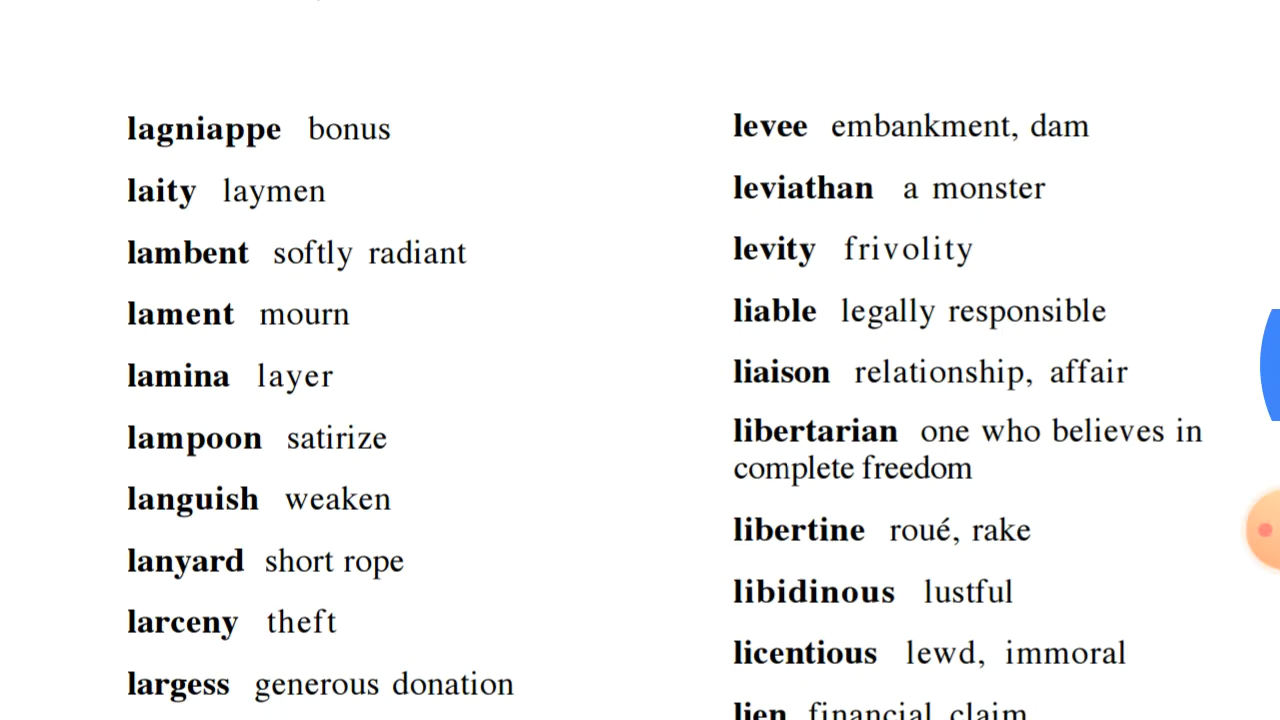 lagniappe bonus
laity laymen
lambent softly radiant
lament mourn
lamina layer
lampoon satirize
languish weaken
lanyard short rope
larceny theft
largess generous donation
levee embankment, dam
leviathan a monster
levity frivolity
liable legally responsible
liaison relationship, affair
libertarian one who believes in
complete freedom
libertine roué, rake
libidinous lustful
licentious lewd, immoral
lien financial claim